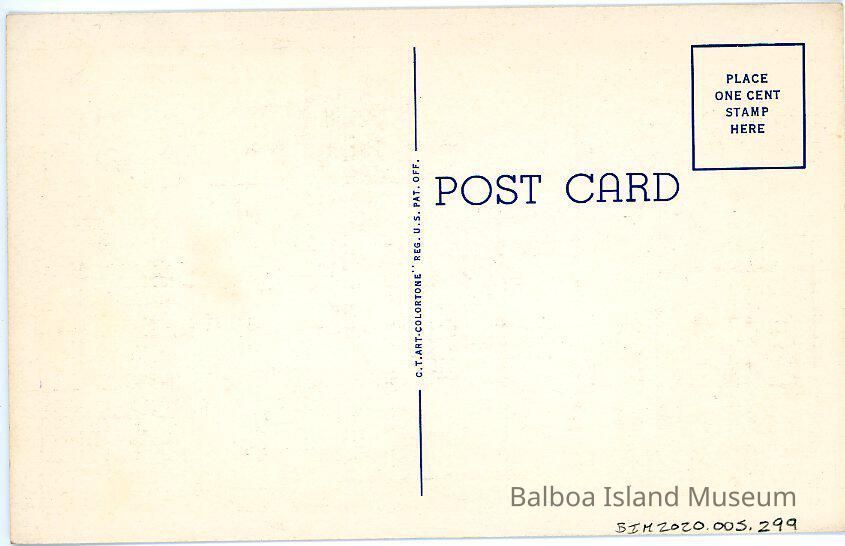 PLACE
ONE CENT
STAMP
HERE
POST CARD
C.T. ART-COLORTONE" REG. U.S. PAT. OFF.
Balboa Island Museum
BIM2020.005.299